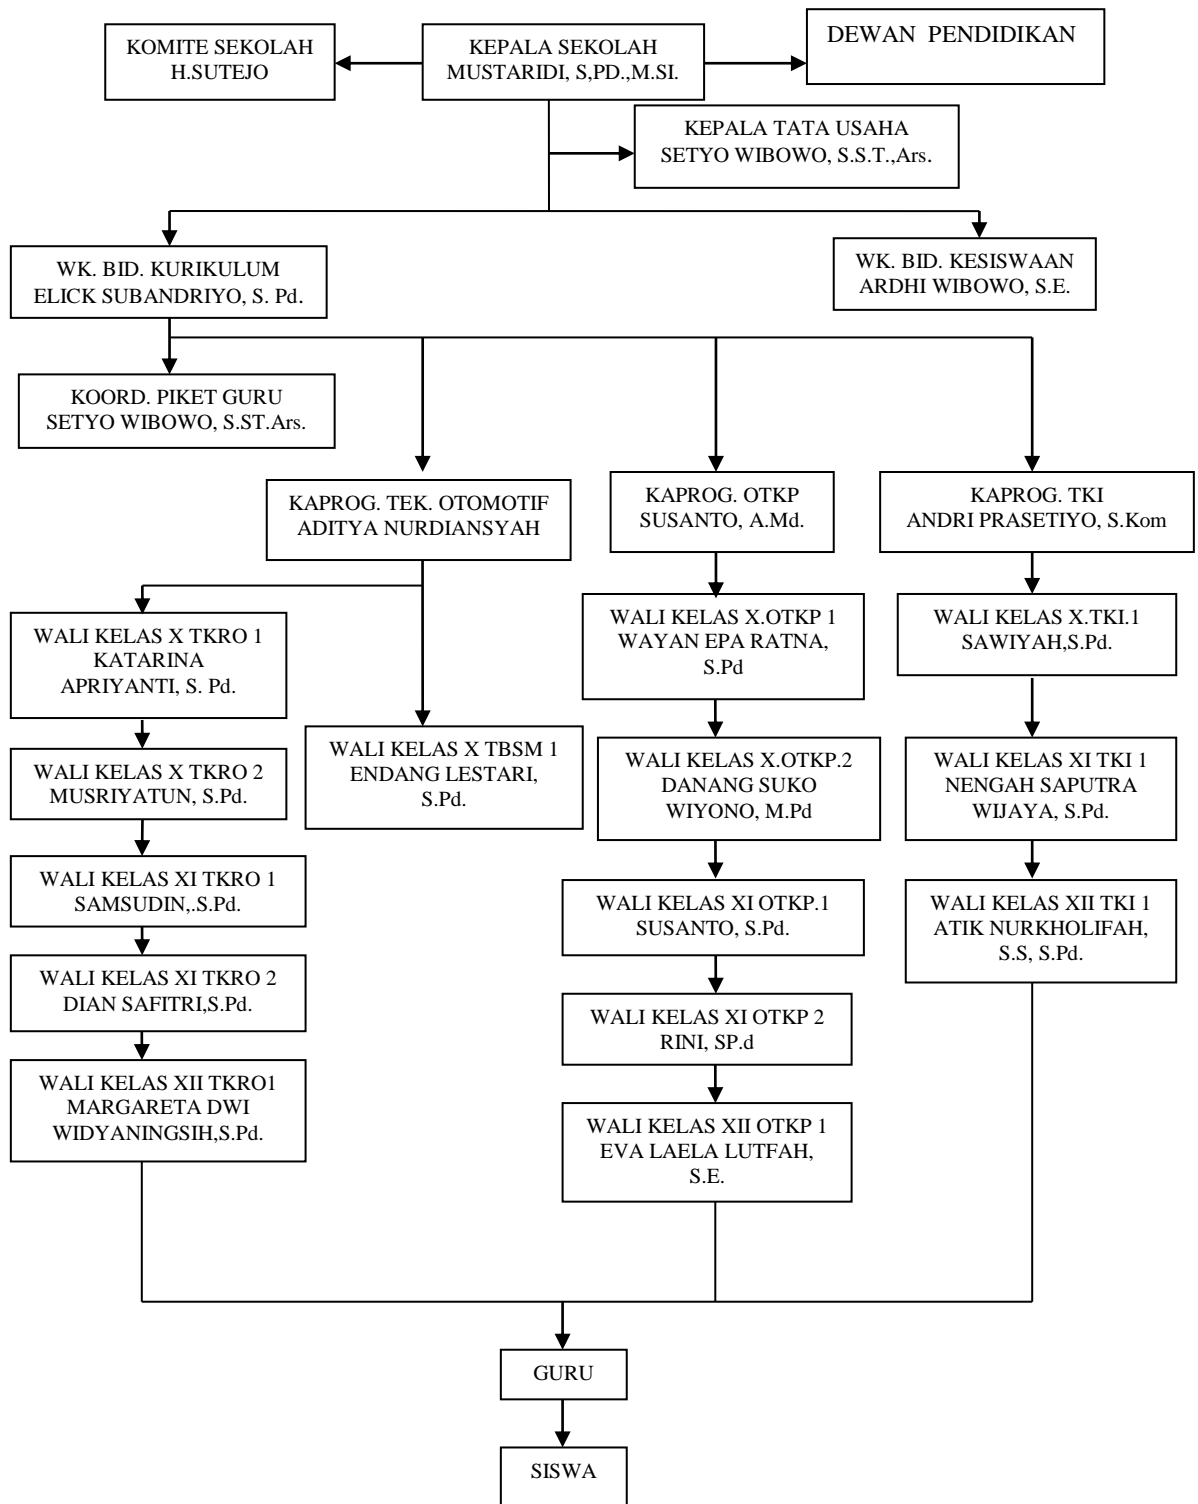 KOMITE SEKOLAH
H.SUTEJO
KEPALA SEKOLAH
MUSTARIDI, S,PD.,M.SI.
DEWAN PENDIDIKAN
KEPALA TATA USAHA
SETYO WIBOWO, S.S.T.,Ars.
WK. BID. KURIKULUM
ELICK SUBANDRIYO, S. Pd.
WK. BID. KESISWAAN
ARDHI WIBOWO, S.E.
KOORD. PIKET GURU
SETYO WIBOWO, S.ST.Ars.
KAPROG. TEK. OTOMOTIF
ADITYA NURDIANSYAH
KAPROG. OTKP
SUSANTO, A.Md.
KAPROG. TKI
ANDRI PRASETIYO, S.Kom
WALI KELAS X TKRO 1
KATARINA
APRIYANTI, S. Pd.
WALI KELAS X.OTKP 1
WAYAN EPA RATNA,
S.Pd
WALI KELAS X.TKI.1
SAWIYAH,S.Pd.
WALI KELAS X TKRO 2
MUSRIYATUN, S.Pd.
WALI KELAS X TBSM 1
ENDANG LESTARI,
S.Pd.
WALI KELAS X.OTKP.2
DANANG SUKO
WIYONO, M.Pd
WALI KELAS XI TKI 1
NENGAH SAPUTRA
WIJAYA, S.Pd.
WALI KELAS XI TKRO 1
SAMSUDIN,.S.Pd.
WALI KELAS XI OTKP.1
SUSANTO, S.Pd.
WALI KELAS XII TKI 1
ATIK NURKHOLIFAH,
S.S, S.Pd.
WALI KELAS XI TKRO 2
DIAN SAFITRI,S.Pd.
WALI KELAS XI OTKP 2
RINI, SP.d
WALI KELAS XII TKRO1
MARGARETA DWI
WIDYANINGSIH,S.Pd.
WALI KELAS XII OTKP 1
EVA LAELA LUTFAH,
S.E.
GURU
SISWA